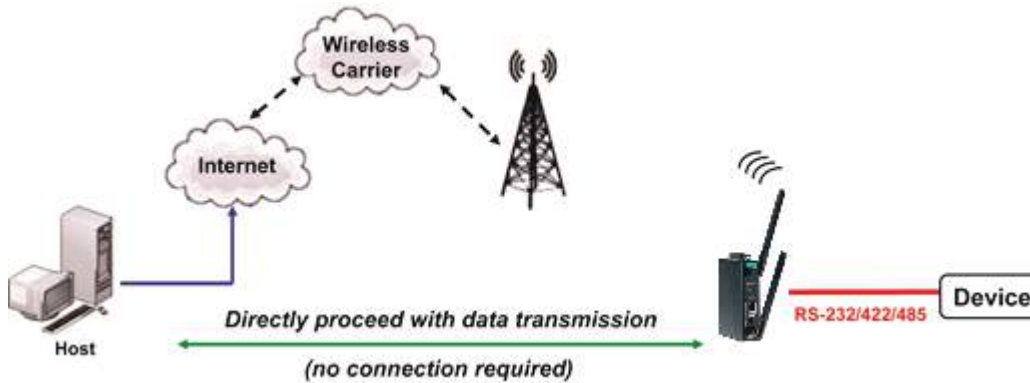 Wireless
Carrier
Internet
Host
Directly proceed with data transmission
(no connection required)
RS-232/422/485
Device